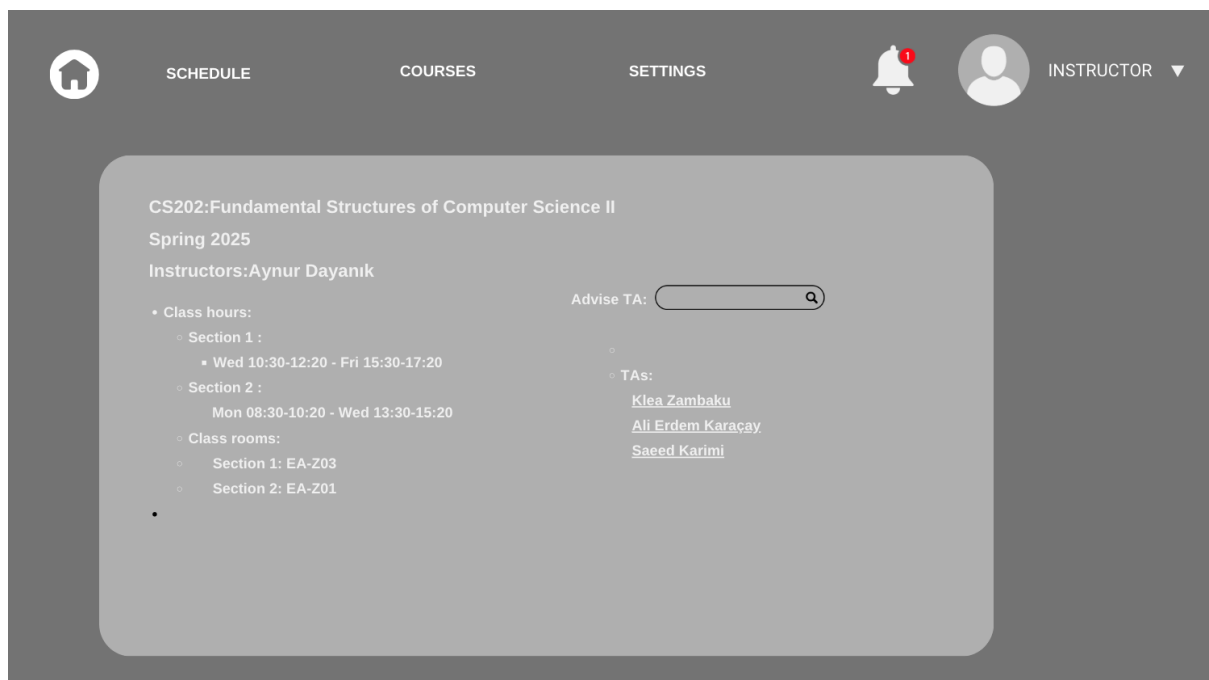 SCHEDULE
COURSES
SETTINGS
1
INSTRUCTOR
CS202:Fundamental Structures of Computer Science II
Spring 2025
Instructors:Aynur Dayanık
Class hours:
Section 1 :
Wed 10:30-12:20 - Fri 15:30-17:20
Section 2 :
Mon 08:30-10:20 - Wed 13:30-15:20
Class rooms:
Section 1: EA-Z03
Section 2: EA-Z01
Advise TA:
TAs:
Klea Zambaku
Ali Erdem Karaçay
Saeed Karimi